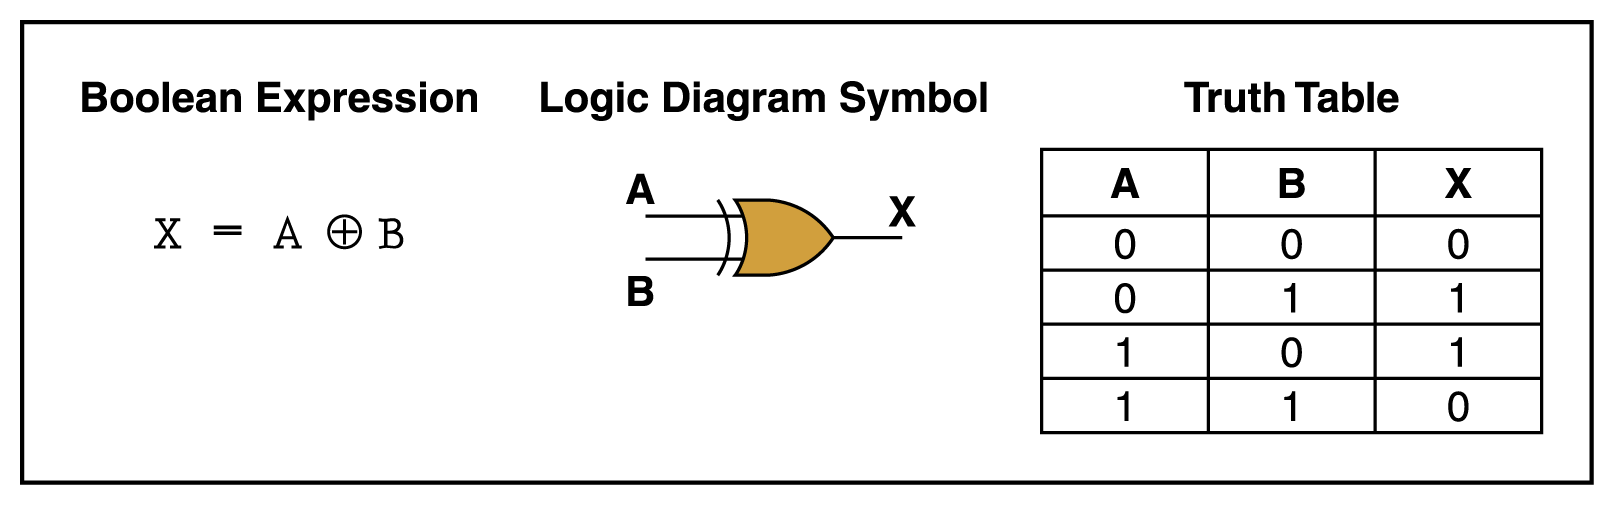 Boolean Expression
X = A ⊕ B
Logic Diagram Symbol
A
B
X
Truth Table
A B X
0 0 0
0 1 1
1 0 1
1 1 0